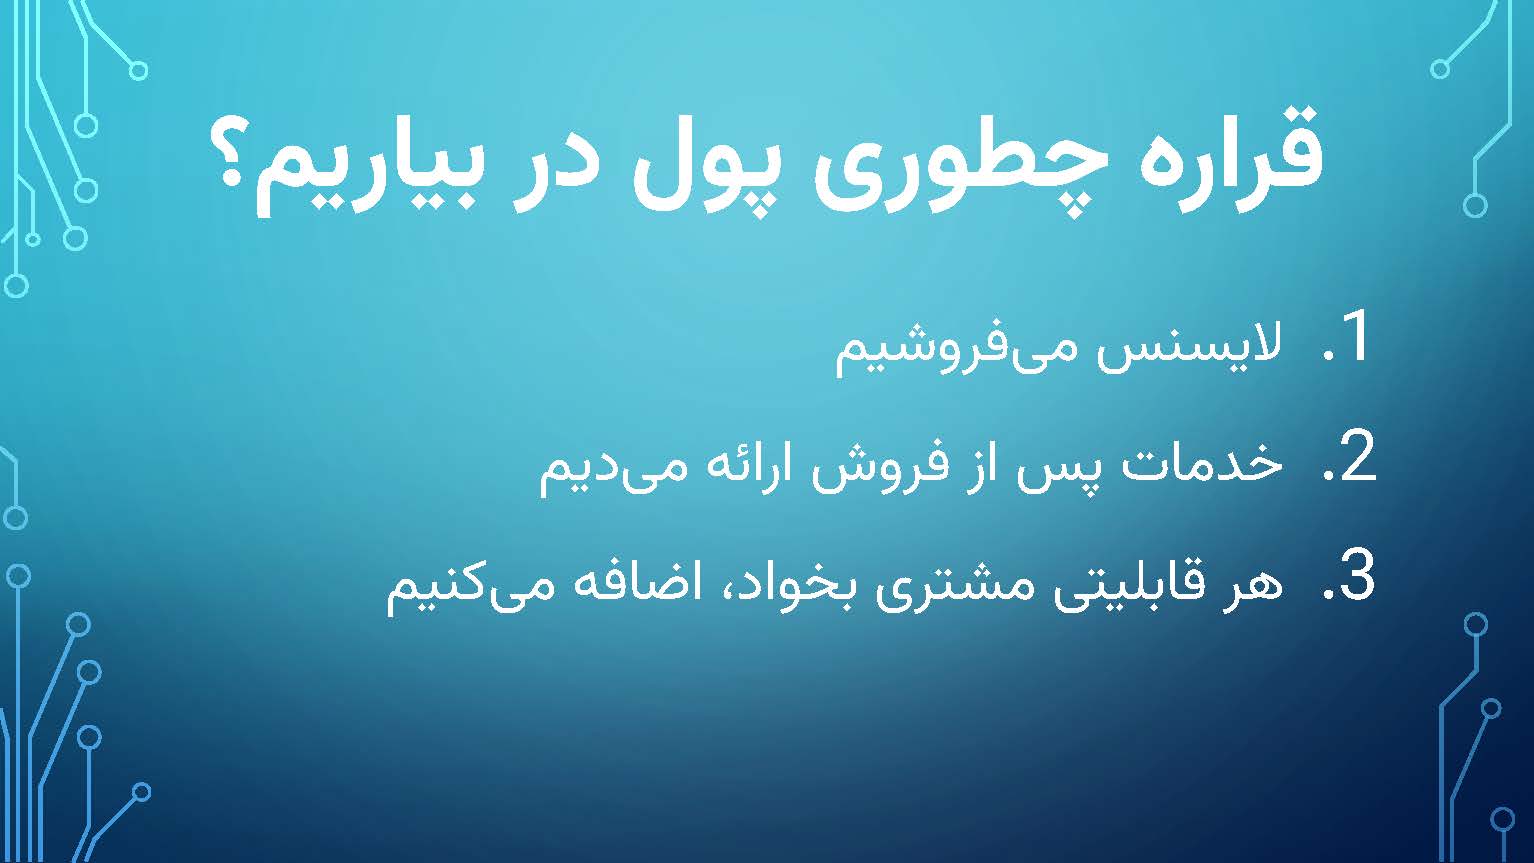 قراره چطوری پول در بیاریم؟
1. لایسنس می‌فروشیم
2. خدمات پس از فروش ارائه می‌دیم
3. هر قابلیتی مشتری بخواد، اضافه می‌کنیم